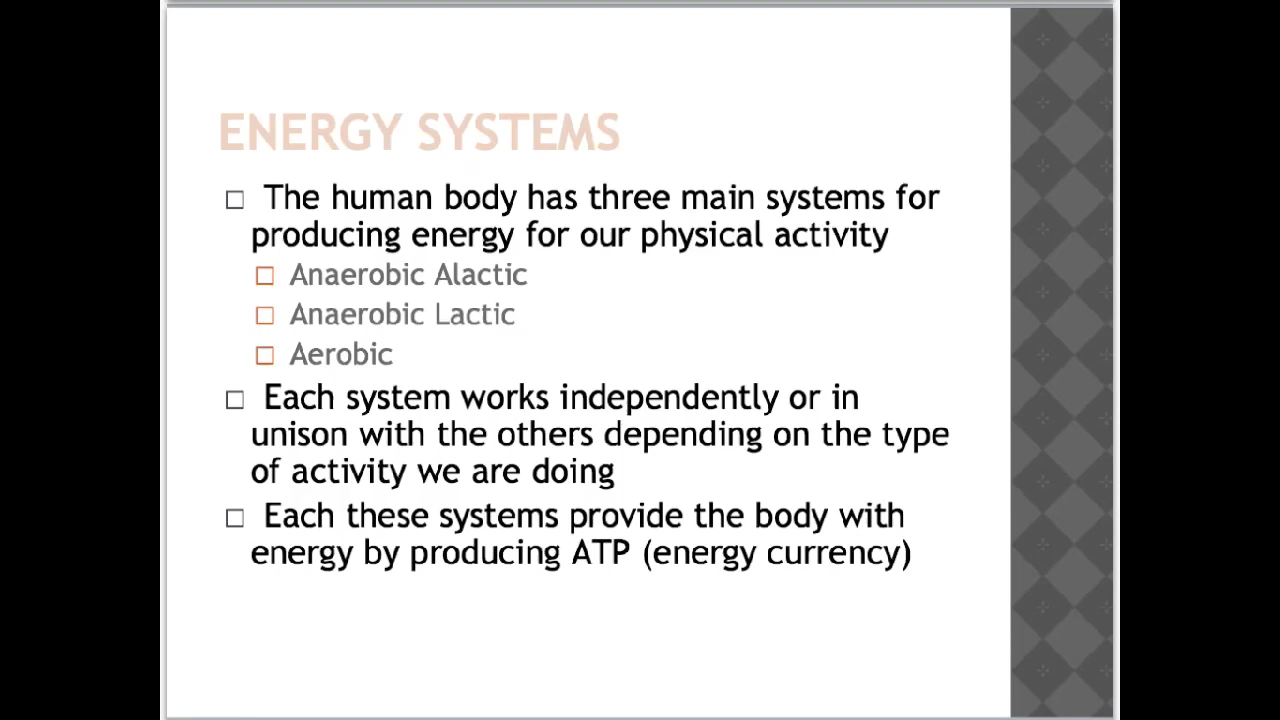 ENERGY SYSTEMS
The human body has three main systems for
producing energy for our physical activity
Anaerobic Alactic
Anaerobic Lactic
Aerobic
Each system works independently or in
unison with the others depending on the type
of activity we are doing
Each these systems provide the body with
energy by producing ATP (energy currency)